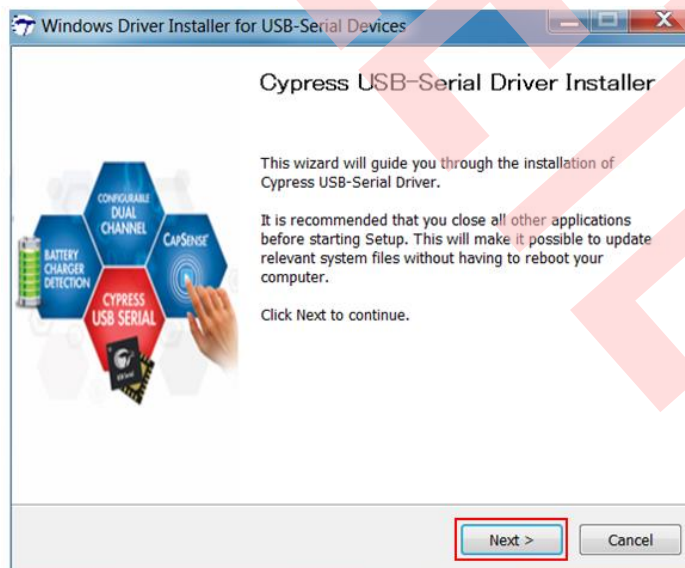 Windows Driver Installer for USB-Serial Devices
Cypress USB-Serial Driver Installer
This wizard will guide you through the installation of
Cypress USB-Serial Driver.
It is recommended that you close all other applications
before starting Setup. This will make it possible to update
relevant system files without having to reboot your
computer.
Click Next to continue.
CONFIGURABLE
DUAL
CHANNEL
CAPSENSE
BATTERY
CHARGER
DETECTION
CYPRESS
USB SERIAL
Next >
Cancel